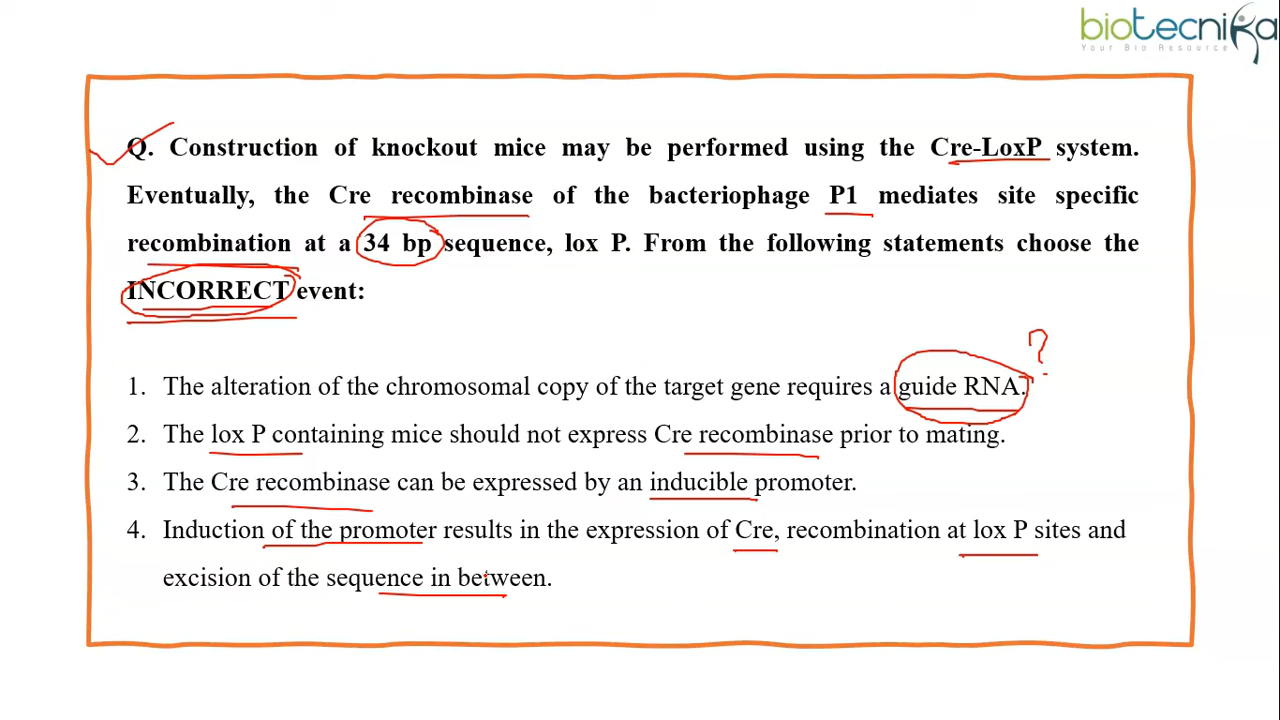 biotecnika
Your Bio Resource
Q. Construction of knockout mice may be performed using the Cre-LoxP system.
Eventually, the Cre recombinase of the bacteriophage P1 mediates site specific
recombination at a 34 bp sequence, lox P. From the following statements choose the
INCORRECT event:
?
1. The alteration of the chromosomal copy of the target gene requires a guide RNA.
2. The lox P containing mice should not express Cre recombinase prior to mating.
3. The Cre recombinase can be expressed by an inducible promoter.
4. Induction of the promoter results in the expression of Cre, recombination at lox P sites and
excision of the sequence in between.